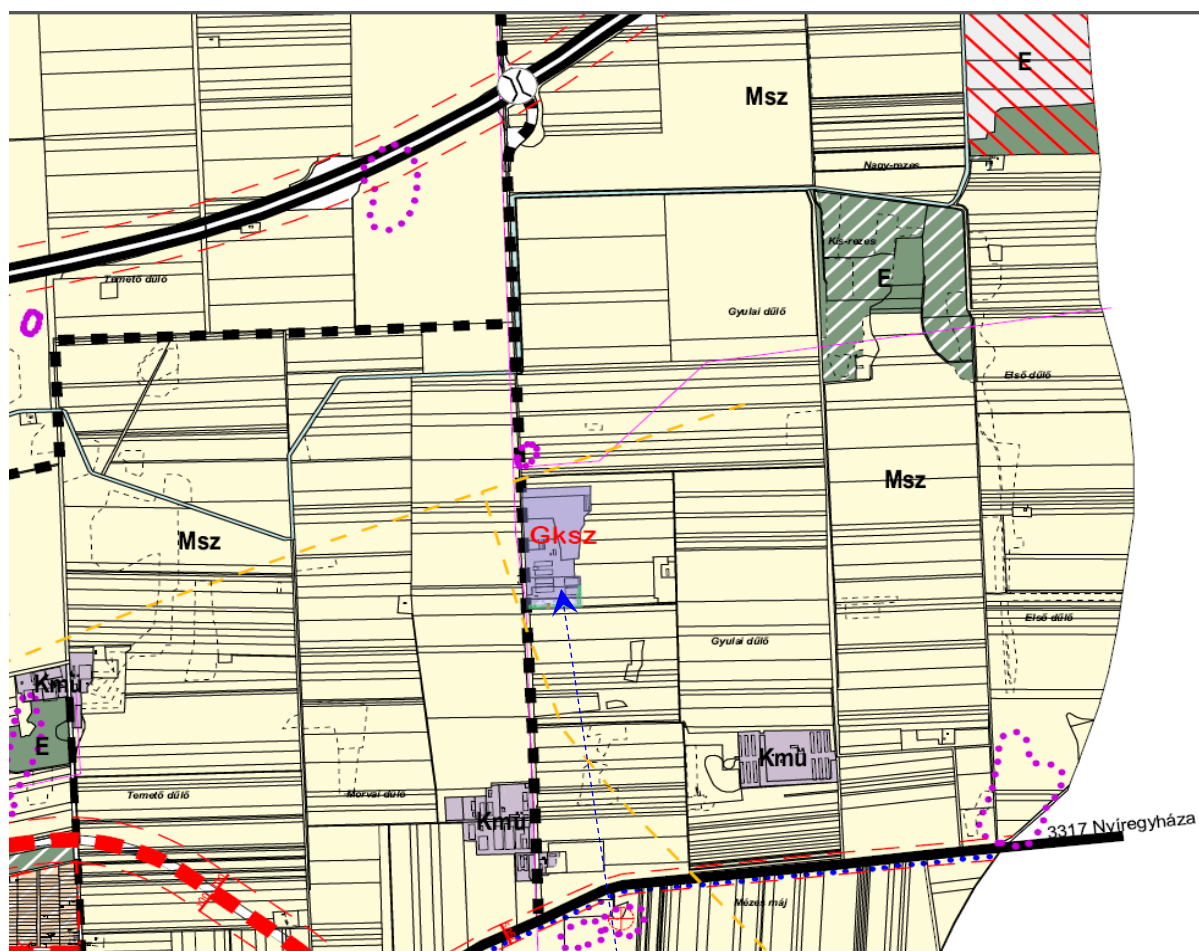 E
Msz
Nagy-rezes
Kis-rezes
E
Temető dűlő
Gyulai dűlő
Első dűlő
Msz
Gksz
Msz
Első dűlő
Gyulai dűlő
Kmü
E
Kmü
Temető dűlő
Morvai dűlő
Kmü
3317 Nyíregyháza
Mézes máj